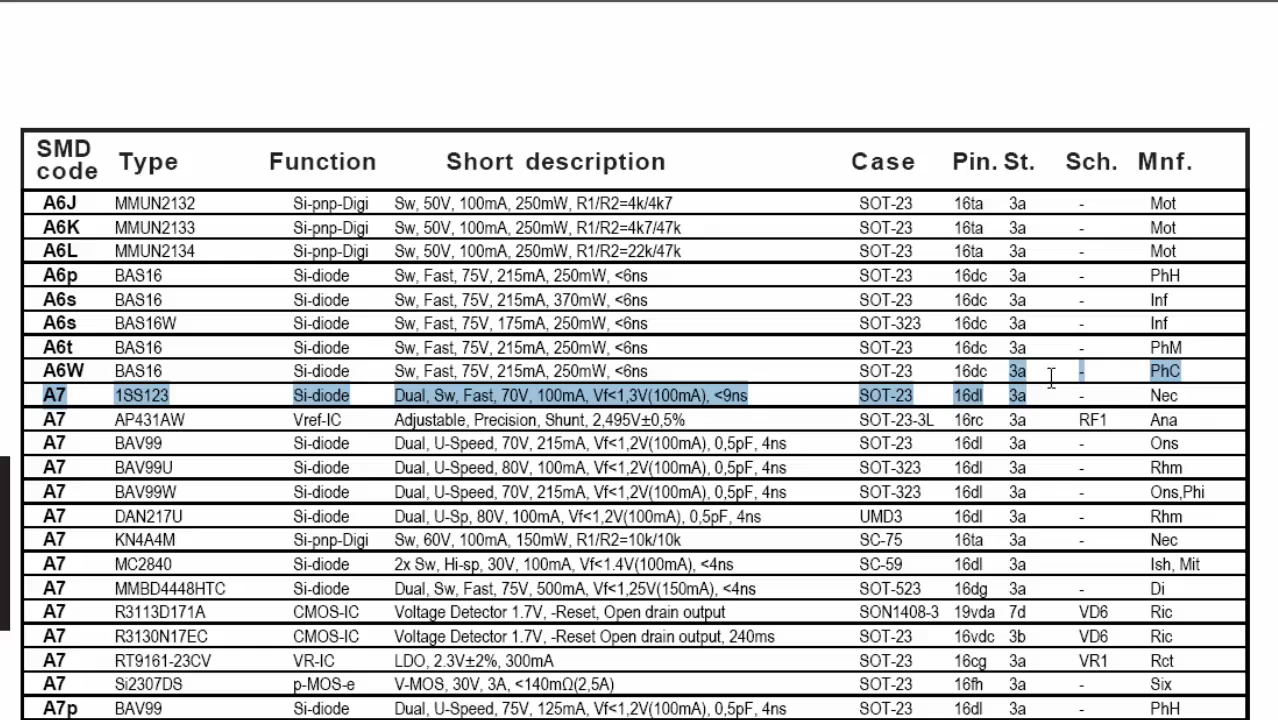 SMD code Type Function Short description Case Pin. St. Sch. Mnf.
A6J MMUN2132 Si-pnp-Digi Sw, 50V, 100mA, 250mW, R1/R2=4k/4k7 SOT-23 16ta 3a - Mot
A6K MMUN2133 Si-pnp-Digi Sw, 50V, 100mA, 250mW, R1/R2=4k7/47k SOT-23 16ta 3a - Mot
A6L MMUN2134 Si-pnp-Digi Sw, 50V, 100mA, 250mW, R1/R2=22k/47k SOT-23 16ta 3a - Mot
A6p BAS16 Si-diode Sw, Fast, 75V, 215mA, 250mW, <6ns SOT-23 16dc 3a - PhH
A6s BAS16 Si-diode Sw, Fast, 75V, 215mA, 370mW, <6ns SOT-23 16dc 3a - Inf
A6s BAS16W Si-diode Sw, Fast, 75V, 175mA, 250mW, <6ns SOT-323 16dc 3a - Inf
A6t BAS16 Si-diode Sw, Fast, 75V, 215mA, 250mW, <6ns SOT-23 16dc 3a - PhM
A6W BAS16 Si-diode Sw, Fast, 75V, 215mA, 250mW, <6ns SOT-23 16dc 3a - PhC
A7 1SS123 Si-diode Dual, Sw, Fast, 70V, 100mA, Vf<1,3V(100mA), <9ns SOT-23 16dl 3a - Nec
A7 AP431AW Vref-IC Adjustable, Precision, Shunt, 2,495V±0,5% SOT-23-3L 16rc 3a RF1 Ana
A7 BAV99 Si-diode Dual, U-Speed, 70V, 215mA, Vf<1,2V(100mA), 0,5pF, 4ns SOT-23 16dl 3a - Ons
A7 BAV99U Si-diode Dual, U-Speed, 80V, 100mA, Vf<1,2V(100mA), 0,5pF, 4ns SOT-323 16dl 3a - Rhm
A7 BAV99W Si-diode Dual, U-Speed, 70V, 215mA, Vf<1,2V(100mA), 0,5pF, 4ns SOT-323 16dl 3a - Ons,Phi
A7 DAN217U Si-diode Dual, U-Sp, 80V, 100mA, Vf<1,2V(100mA), 0,5pF, 4ns UMD3 16dl 3a - Rhm
A7 KN4A4M Si-pnp-Digi Sw, 60V, 100mA, 150mW, R1/R2=10k/10k SC-75 16ta 3a - Nec
A7 MC2840 Si-diode 2x Sw, Hi-sp, 30V, 100mA, Vf<1.4V(100mA), <4ns SC-59 16dl 3a - Ish, Mit
A7 MMBD4448HTC Si-diode Dual, Sw, Fast, 75V, 500mA, Vf<1,25V(150mA), <4ns SOT-523 16dg 3a - Di
A7 R3113D171A CMOS-IC Voltage Detector 1.7V, -Reset, Open drain output SON1408-3 19vda 7d VD6 Ric
A7 R3130N17EC CMOS-IC Voltage Detector 1.7V, -Reset Open drain output, 240ms SOT-23 16vdc 3b VD6 Ric
A7 RT9161-23CV VR-IC LDO, 2.3V±2%, 300mA SOT-23 16cg 3a VR1 Rct
A7 Si2307DS p-MOS-e V-MOS, 30V, 3A, <140mΩ(2,5A) SOT-23 16fh 3a - Six
A7p BAV99 Si-diode Dual, U-Speed, 75V, 125mA, Vf<1,2V(100mA), 0,5pF, 4ns SOT-23 16dl 3a - PhH